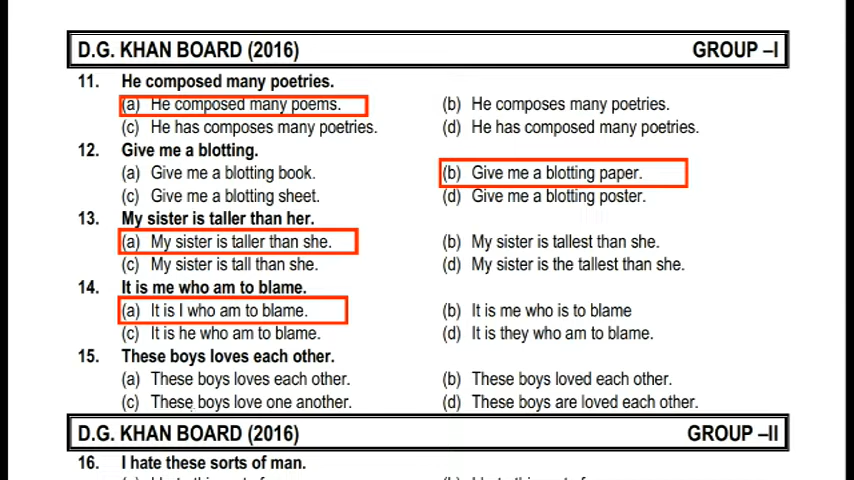 D.G. KHAN BOARD (2016) GROUP –I
11. He composed many poetries.
(a) He composed many poems. (b) He composes many poetries.
(c) He has composes many poetries. (d) He has composed many poetries.
12. Give me a blotting.
(a) Give me a blotting book. (b) Give me a blotting paper.
(c) Give me a blotting sheet. (d) Give me a blotting poster.
13. My sister is taller than her.
(a) My sister is taller than she. (b) My sister is tallest than she.
(c) My sister is tall than she. (d) My sister is the tallest than she.
14. It is me who am to blame.
(a) It is I who am to blame. (b) It is me who is to blame
(c) It is he who am to blame. (d) It is they who am to blame.
15. These boys loves each other.
(a) These boys loves each other. (b) These boys loved each other.
(c) These boys love one another. (d) These boys are loved each other.
D.G. KHAN BOARD (2016) GROUP –II
16. I hate these sorts of man.